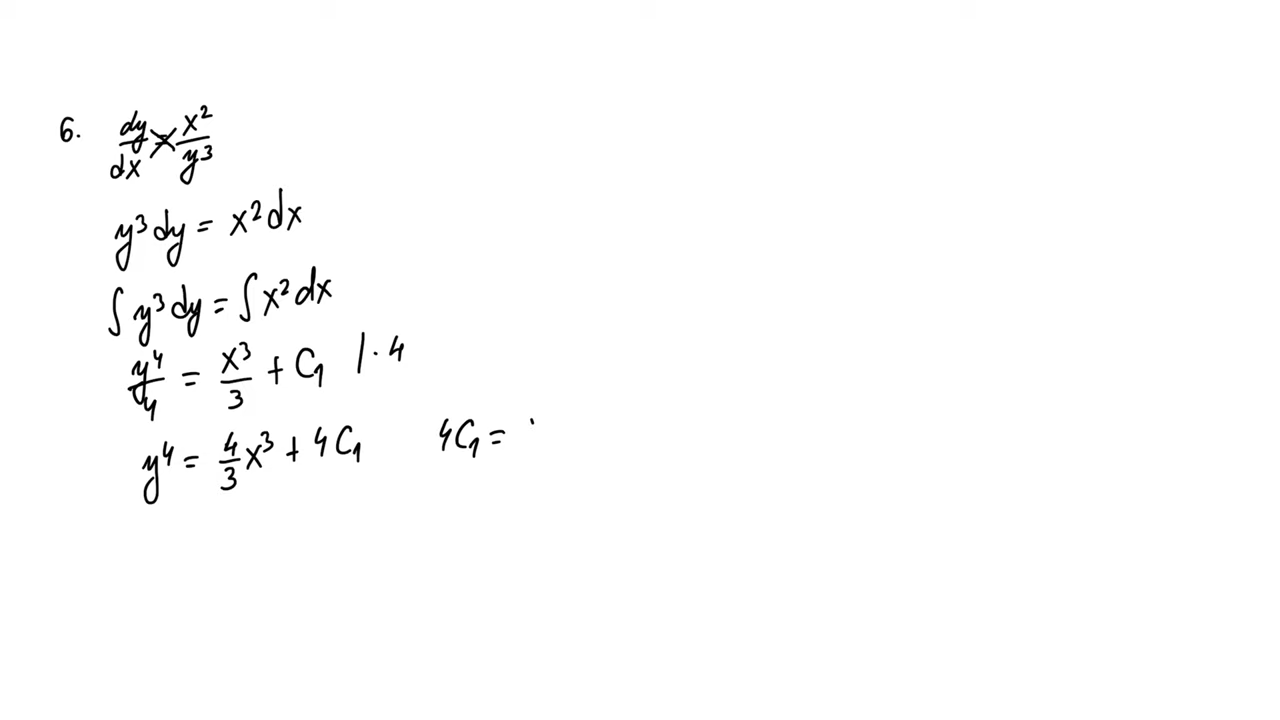 6. dy/dx = x²/y³
y³dy = x²dx
∫y³dy = ∫x²dx
y⁴/4 = x³/3 + C₁ |·4
y⁴ = 4/3 x³ + 4C₁ 4C₁ =